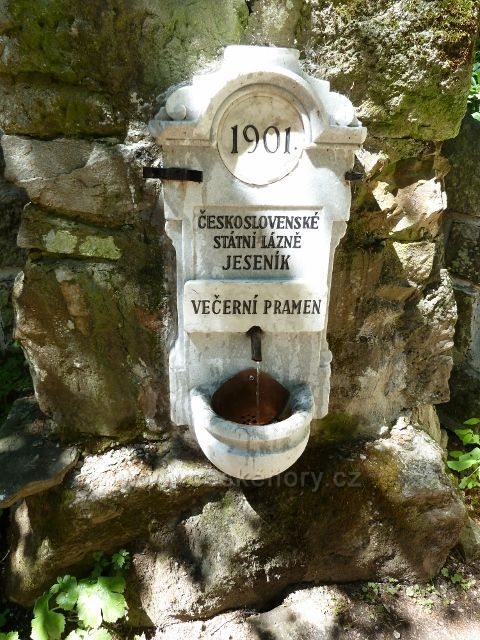 1901.
ČESKOSLOVENSKÉ
STÁTNÍ LÁZNĚ
JESENÍK
VEČERNÍ PRAMEN